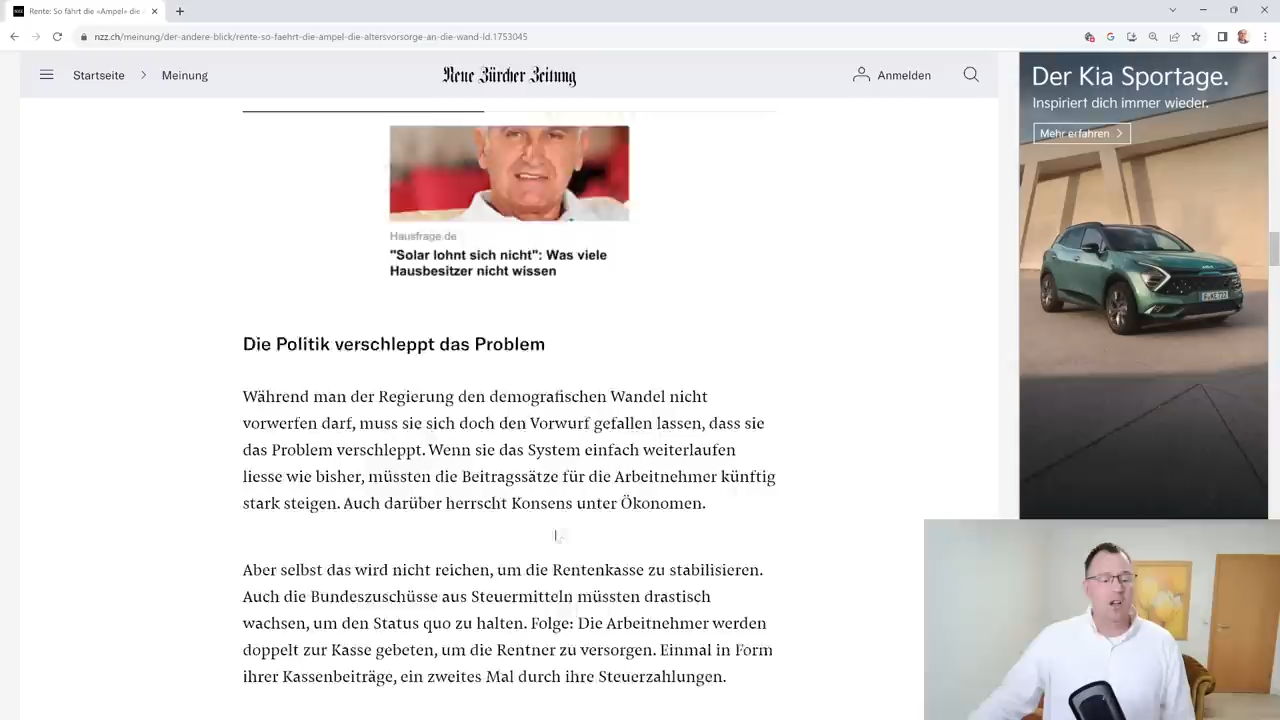 Rente: So fährt die «Ampel» die
nzz.ch/meinung/der-andere-blick/rente-so-faehrt-die-ampel-die-altersvorsorge-an-die-wand-ld.1753045
Startseite > Meinung
Neue Zürcher Zeitung
Anmelden
Der Kia Sportage.
Inspiriert dich immer wieder.
Mehr erfahren >
Hausfrage.de
"Solar lohnt sich nicht": Was viele
Hausbesitzer nicht wissen
Die Politik verschleppt das Problem
Während man der Regierung den demografischen Wandel nicht
vorwerfen darf, muss sie sich doch den Vorwurf gefallen lassen, dass sie
das Problem verschleppt. Wenn sie das System einfach weiterlaufen
liesse wie bisher, müssten die Beitragssätze für die Arbeitnehmer künftig
stark steigen. Auch darüber herrscht Konsens unter Ökonomen.
Aber selbst das wird nicht reichen, um die Rentenkasse zu stabilisieren.
Auch die Bundeszuschüsse aus Steuermitteln müssten drastisch
wachsen, um den Status quo zu halten. Folge: Die Arbeitnehmer werden
doppelt zur Kasse gebeten, um die Rentner zu versorgen. Einmal in Form
ihrer Kassenbeiträge, ein zweites Mal durch ihre Steuerzahlungen.